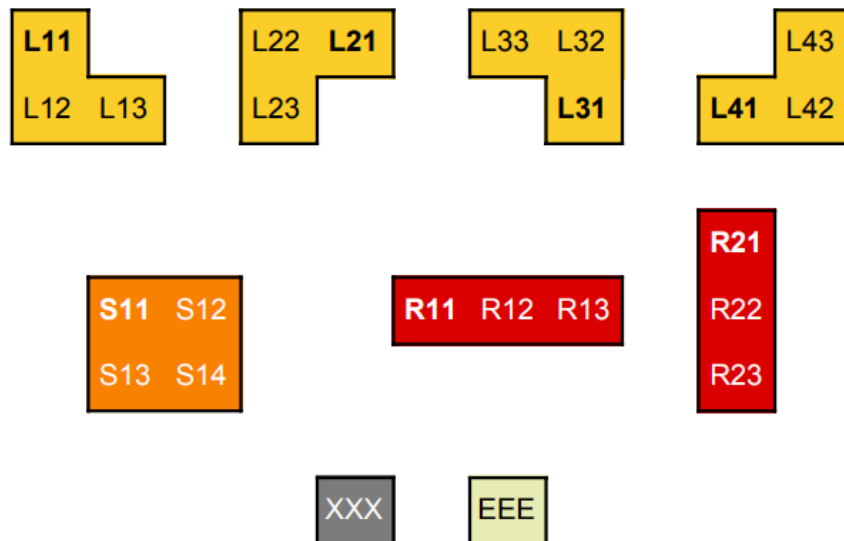 L11 L22 L21 L33 L32 L43
L12 L13 L23 L31 L41 L42
R21
S11 S12 R11 R12 R13 R22
S13 S14 R23
XXX EEE